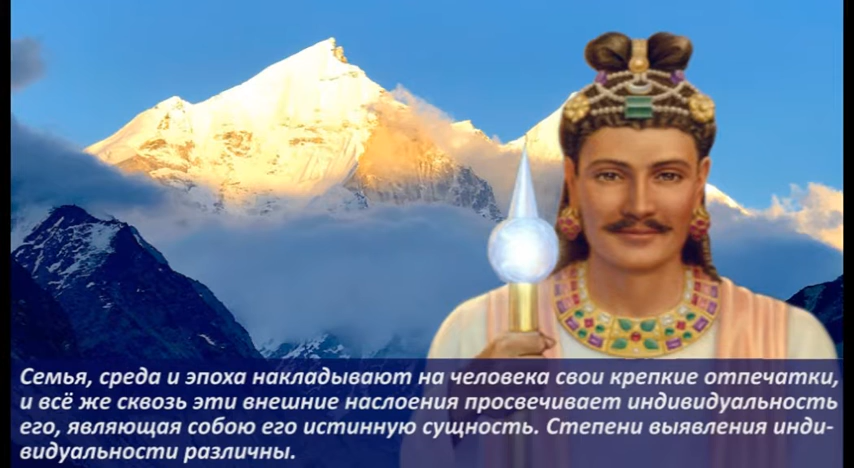 Семья, среда и эпоха накладывают на человека свои крепкие отпечатки,
и всё же сквозь эти внешние наслоения просвечивает индивидуальность
его, являющая собою его истинную сущность. Степени выявления инди-
видуальности различны.